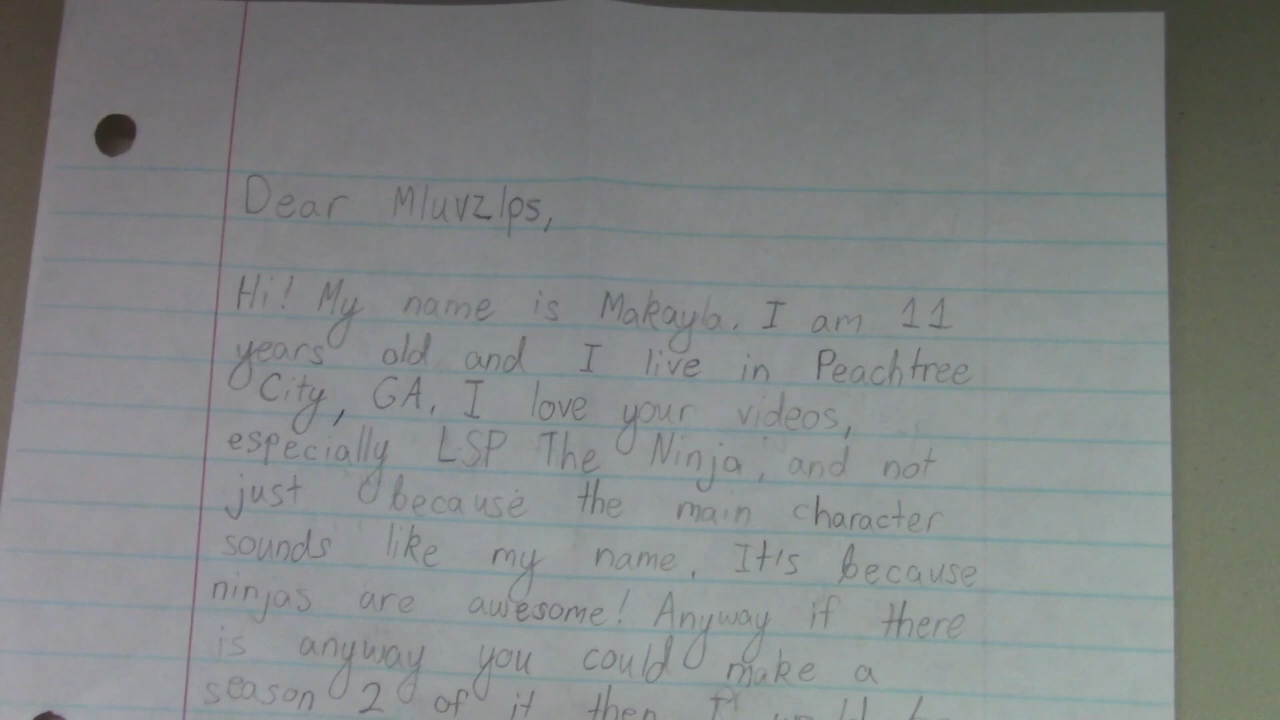 Dear Mluvzlps,
Hi! My name is Makayla. I am 11
years old and I live in Peachtree
City, GA. I love your videos,
especially LSP The Ninja, and not
just because the main character
sounds like my name. It's because
ninjas are awesome! Anyway if there
is anyway you could make a
season 2 of it then